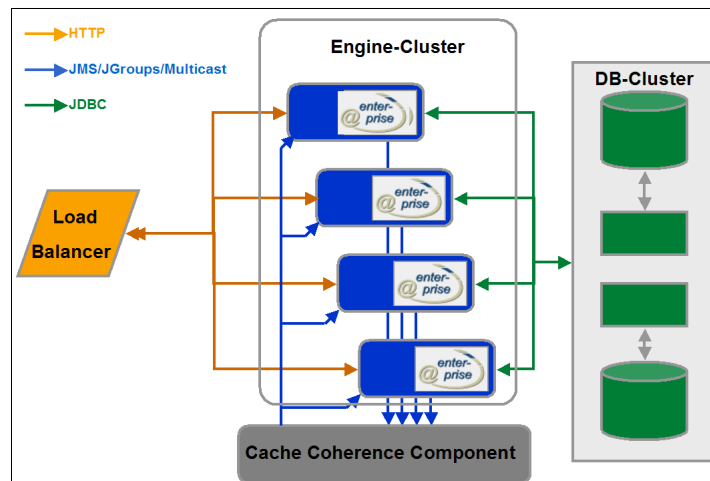 HTTP
JMS/JGroups/Multicast
JDBC
Engine-Cluster
DB-Cluster
enter-
@ prise
enter-
@ prise
enter-
@ prise
enter-
@ prise
Load
Balancer
Cache Coherence Component